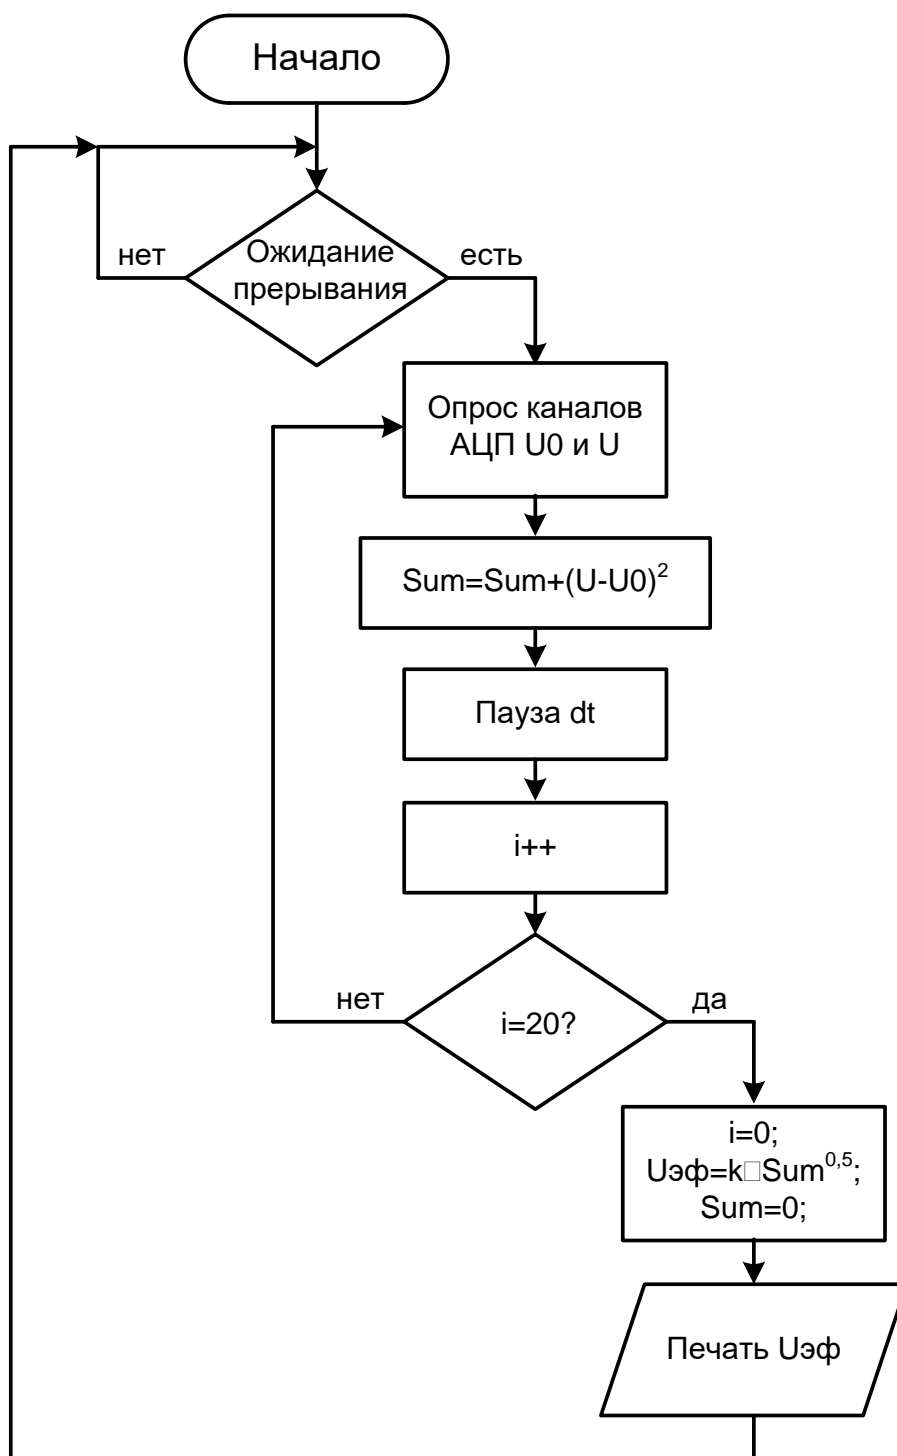 Начало
нет
Ожидание
прерывания
есть
Опрос каналов
АЦП U0 и U
Sum=Sum+(U-U0)²
Пауза dt
i++
нет
i=20?
да
i=0;
Uэф=k□Sum⁰,⁵;
Sum=0;
Печать Uэф